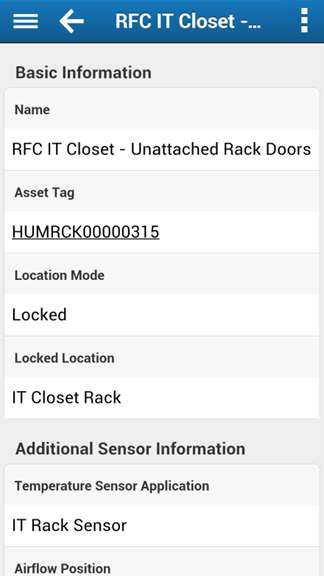 RFC IT Closet -...
Basic Information
Name
RFC IT Closet - Unattached Rack Doors
Asset Tag
HUMRCK00000315
Location Mode
Locked
Locked Location
IT Closet Rack
Additional Sensor Information
Temperature Sensor Application
IT Rack Sensor
Airflow Position